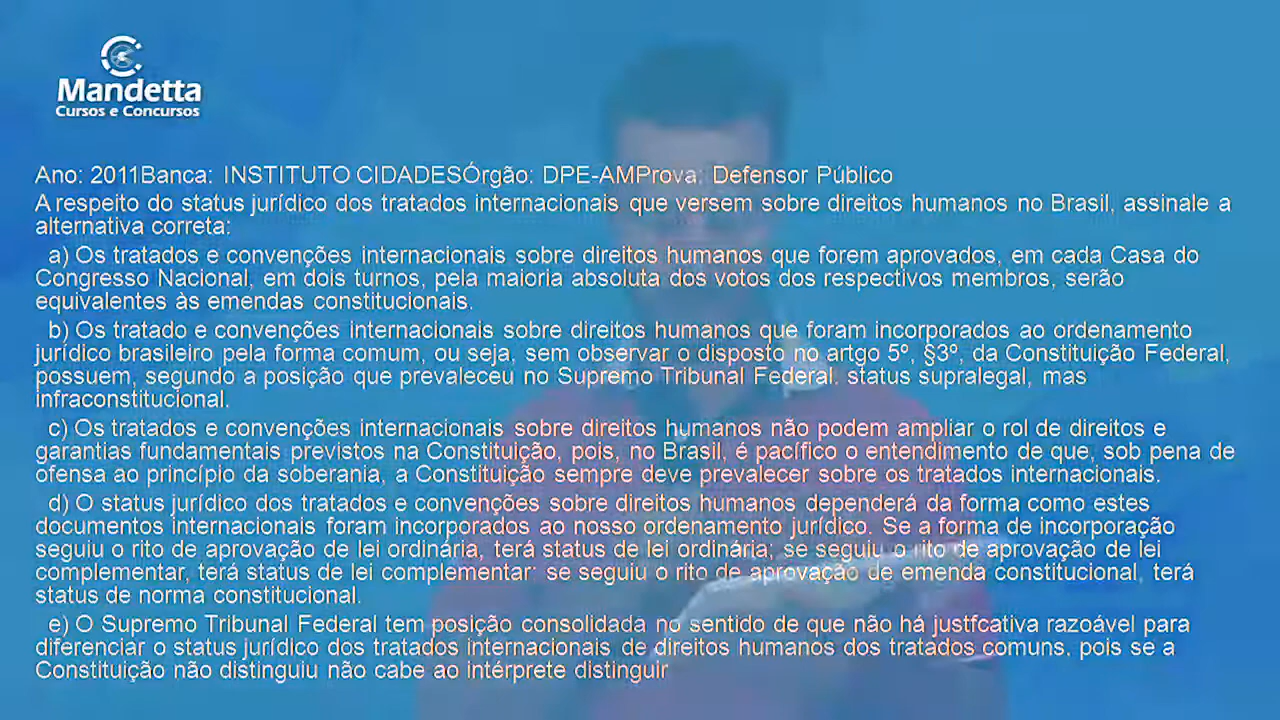 Mandetta
Cursos e Concursos
Ano: 2011Banca: INSTITUTO CIDADESÓrgão: DPE-AMProva: Defensor Público
A respeito do status jurídico dos tratados internacionais que versem sobre direitos humanos no Brasil, assinale a
alternativa correta:
a) Os tratados e convenções internacionais sobre direitos humanos que forem aprovados, em cada Casa do
Congresso Nacional, em dois turnos, pela maioria absoluta dos votos dos respectivos membros, serão
equivalentes às emendas constitucionais.
b) Os tratado e convenções internacionais sobre direitos humanos que foram incorporados ao ordenamento
jurídico brasileiro pela forma comum, ou seja, sem observar o disposto no artgo 5º, §3º, da Constituição Federal,
possuem, segundo a posição que prevaleceu no Supremo Tribunal Federal. status supralegal, mas
infraconstitucional.
c) Os tratados e convenções internacionais sobre direitos humanos não podem ampliar o rol de direitos e
garantias fundamentais previstos na Constituição, pois, no Brasil, é pacífico o entendimento de que, sob pena de
ofensa ao princípio da soberania, a Constituição sempre deve prevalecer sobre os tratados internacionais.
d) O status jurídico dos tratados e convenções sobre direitos humanos dependerá da forma como estes
documentos internacionais foram incorporados ao nosso ordenamento jurídico. Se a forma de incorporação
seguiu o rito de aprovação de lei ordinária, terá status de lei ordinária; se seguiu o rito de aprovação de lei
complementar, terá status de lei complementar: se seguiu o rito de aprovação de emenda constitucional, terá
status de norma constitucional.
e) O Supremo Tribunal Federal tem posição consolidada no sentido de que não há justfcativa razoável para
diferenciar o status jurídico dos tratados internacionais de direitos humanos dos tratados comuns. pois se a
Constituição não distinguiu não cabe ao intérprete distinguir